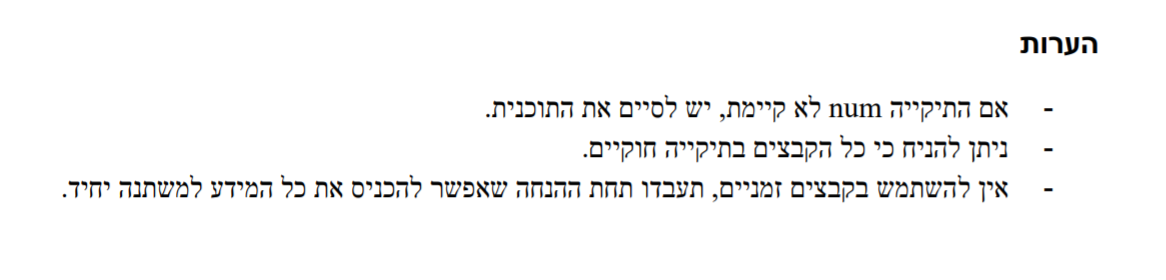 הערות
- אם התיקייה num לא קיימת, יש לסיים את התוכנית.
- ניתן להניח כי כל הקבצים בתיקייה חוקיים.
- אין להשתמש בקבצים זמניים, תעבדו תחת ההנחה שאפשר להכניס את כל המידע למשתנה יחיד.